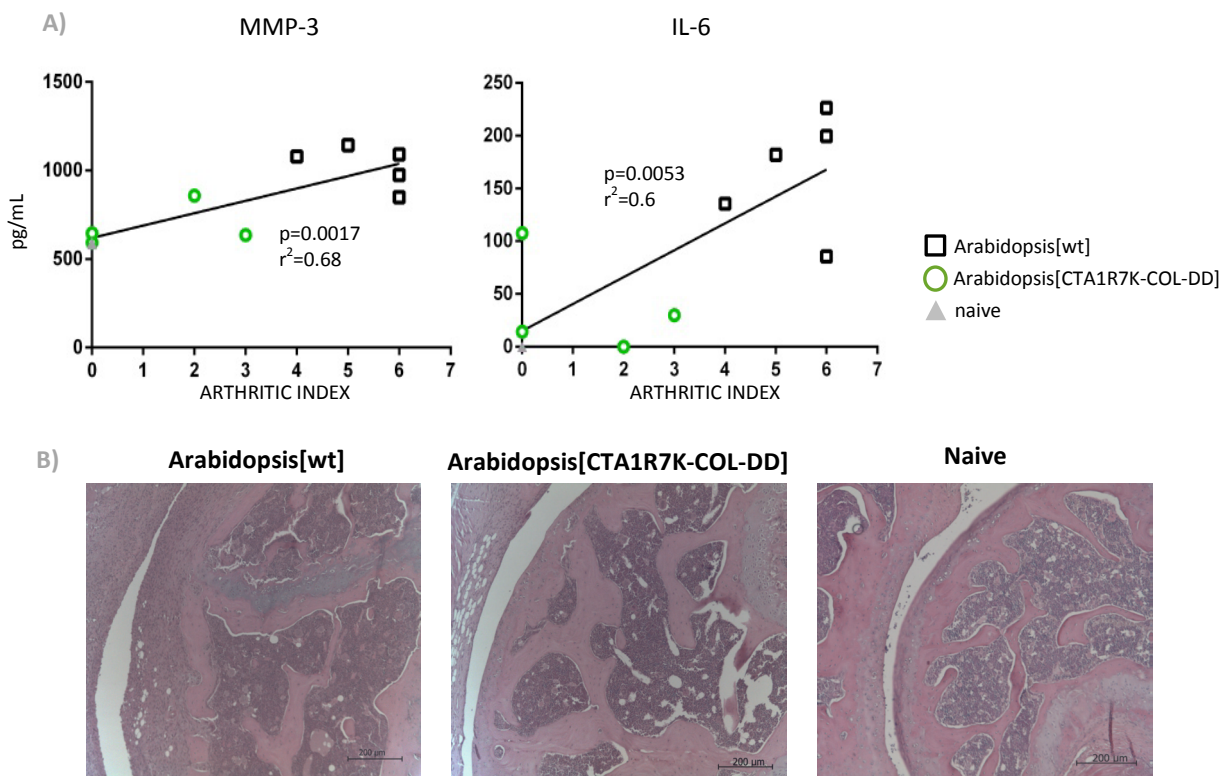 A)
MMP-3
IL-6
1500
1000
500
0
pg/mL
0 1 2 3 4 5 6 7
ARTHRITIC INDEX
p=0.0017
r²=0.68
250
200
150
100
50
0
0 1 2 3 4 5 6 7
ARTHRITIC INDEX
p=0.0053
r²=0.6
Arabidopsis[wt]
Arabidopsis[CTA1R7K-COL-DD]
naive
B)
Arabidopsis[wt]
Arabidopsis[CTA1R7K-COL-DD]
Naive
200 µm
200 µm
200 µm